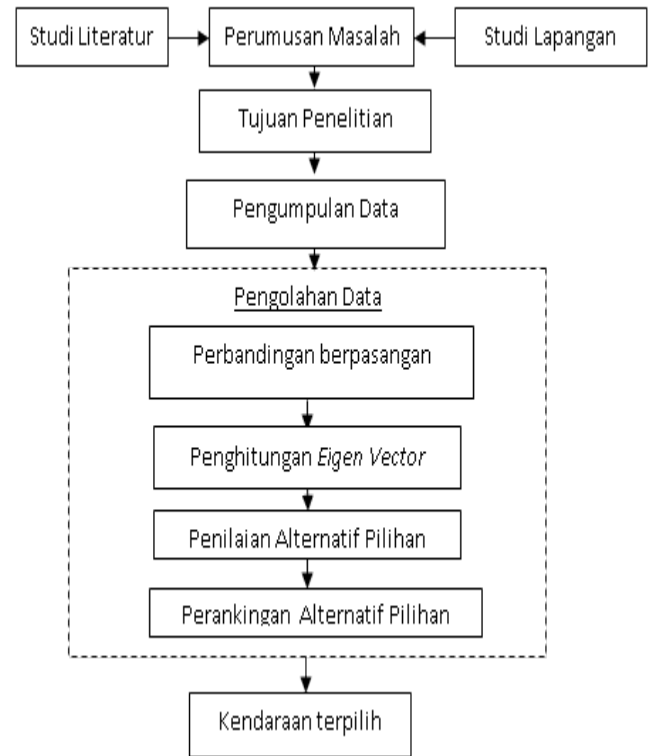 Studi Literatur
Perumusan Masalah
Studi Lapangan
Tujuan Penelitian
Pengumpulan Data
Pengolahan Data
Perbandingan berpasangan
Penghitungan Eigen Vector
Penilaian Alternatif Pilihan
Perankingan Alternatif Pilihan
Kendaraan terpilih